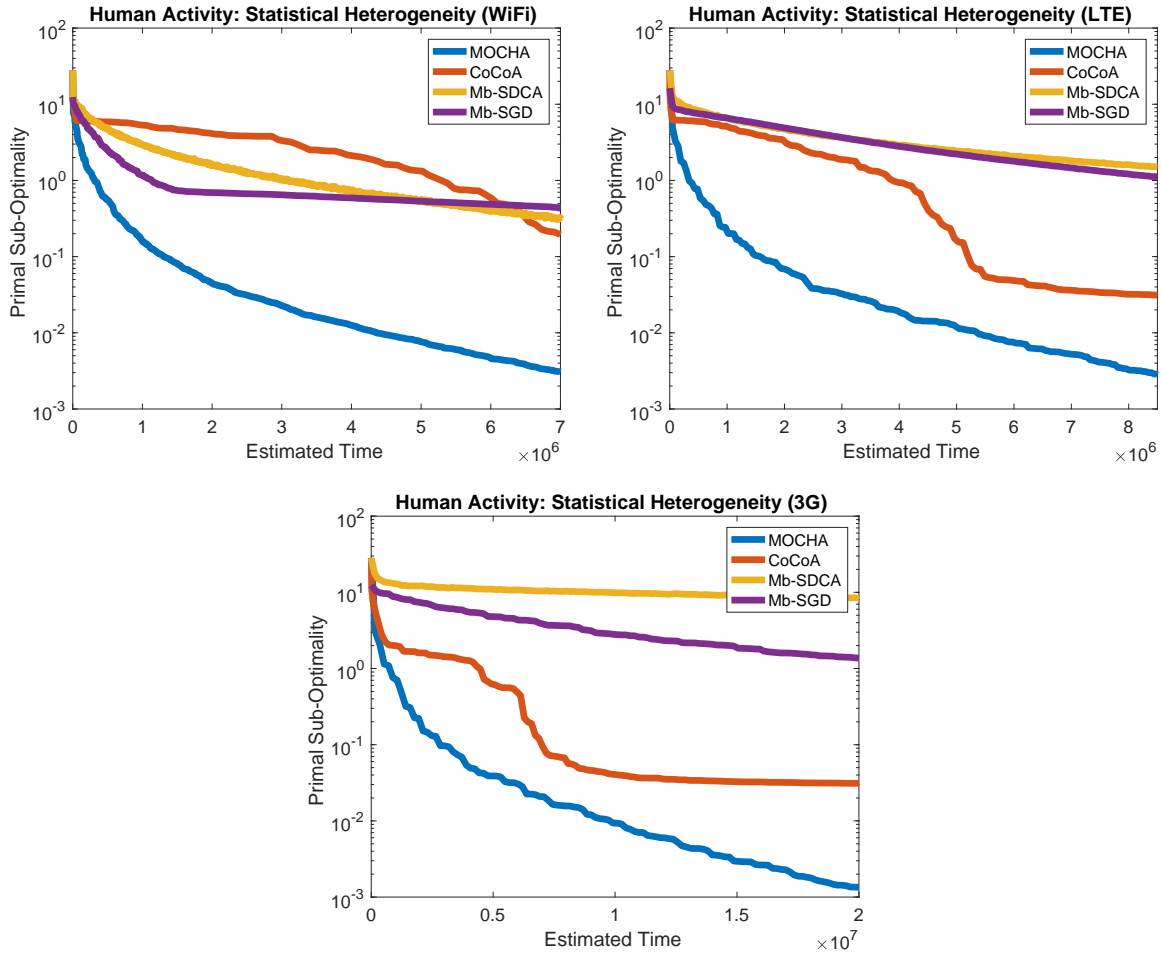 Human Activity: Statistical Heterogeneity (WiFi)
10^2
10^1
10^0
10^-1
10^-2
10^-3
Primal Sub-Optimality
MOCHA
CoCoA
Mb-SDCA
Mb-SGD
0 1 2 3 4 5 6 7
Estimated Time
×10^6
Human Activity: Statistical Heterogeneity (LTE)
10^2
10^1
10^0
10^-1
10^-2
10^-3
Primal Sub-Optimality
MOCHA
CoCoA
Mb-SDCA
Mb-SGD
0 1 2 3 4 5 6 7 8
Estimated Time
×10^6
Human Activity: Statistical Heterogeneity (3G)
10^2
10^1
10^0
10^-1
10^-2
10^-3
Primal Sub-Optimality
MOCHA
CoCoA
Mb-SDCA
Mb-SGD
0 0.5 1 1.5 2
Estimated Time
×10^7